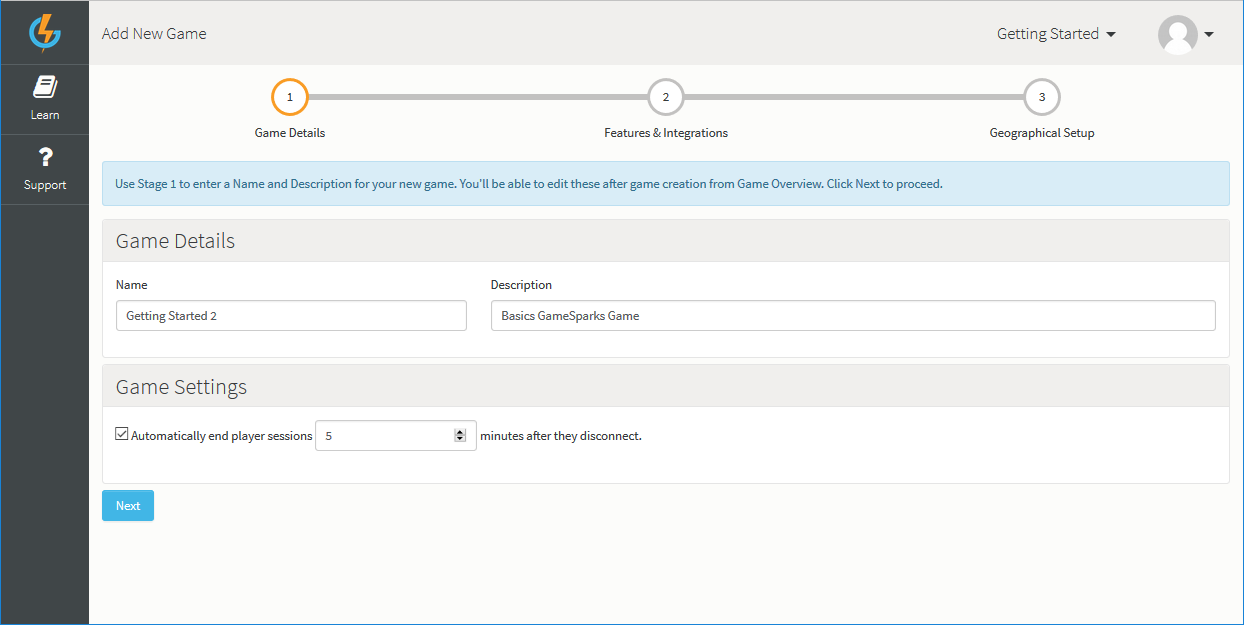 Add New Game
Getting Started
Learn
Support
1
2
3
Game Details
Features & Integrations
Geographical Setup
Use Stage 1 to enter a Name and Description for your new game. You'll be able to edit these after game creation from Game Overview. Click Next to proceed.
Game Details
Name
Description
Getting Started 2
Basics GameSparks Game
Game Settings
Automatically end player sessions 5 minutes after they disconnect.
Next